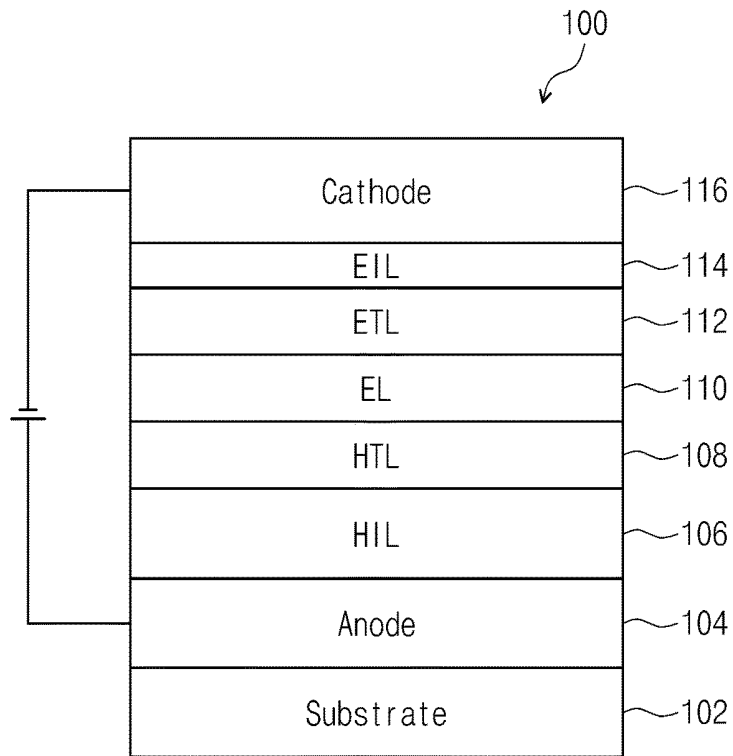 100
Cathode 116
EIL 114
ETL 112
EL 110
HTL 108
HIL 106
Anode 104
Substrate 102